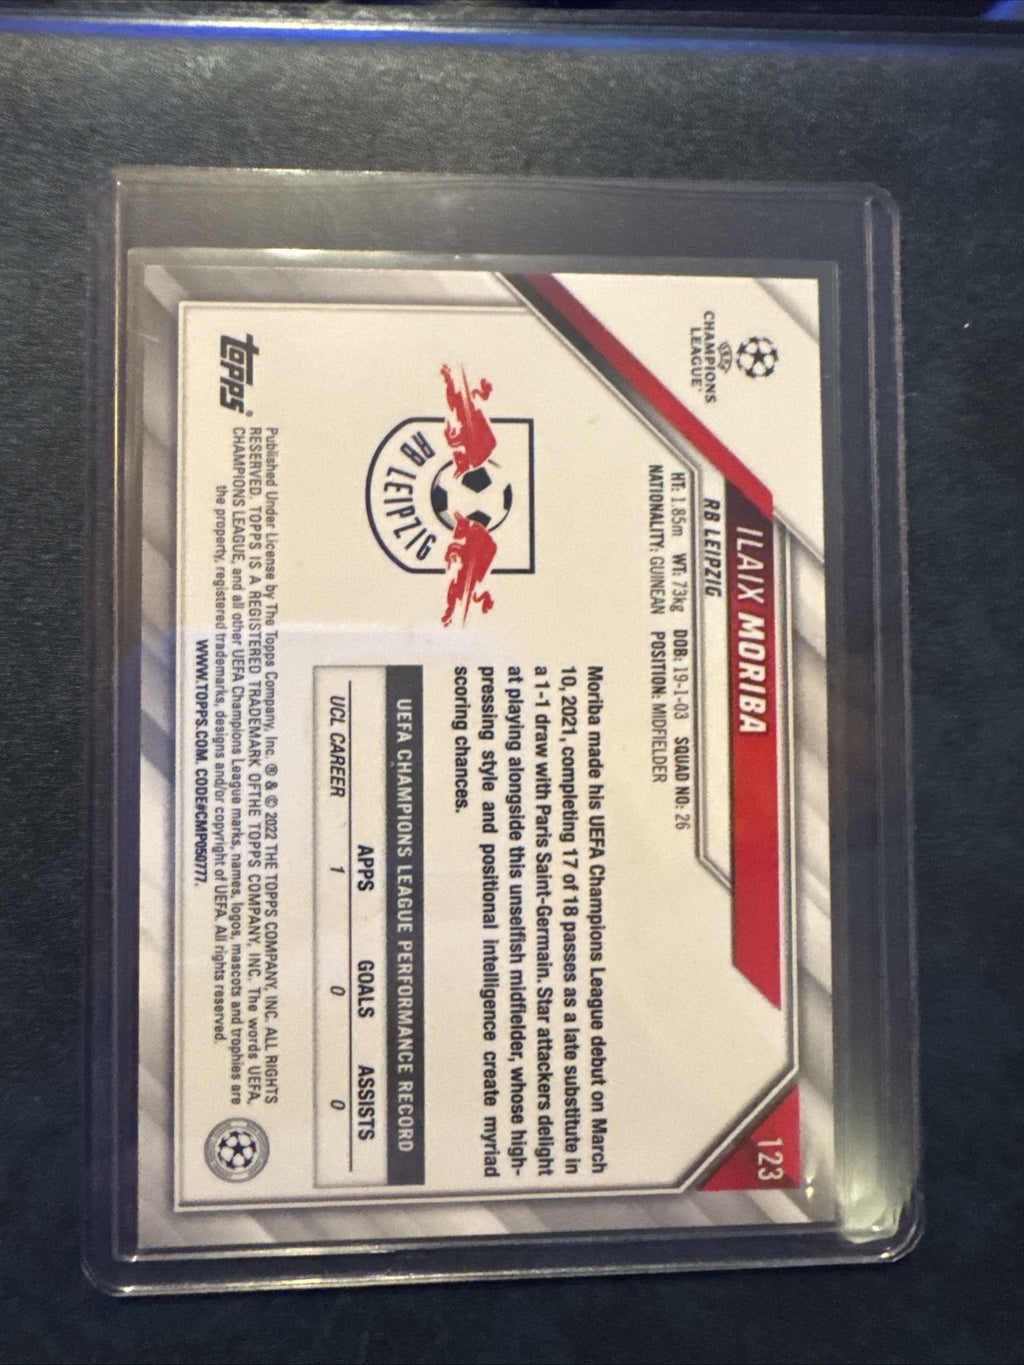 UEFA
CHAMPIONS
LEAGUE
ILAIX MORIBA
123
RB LEIPZIG
HT: 1.85m WT: 73kg DOB: 19-1-03 SQUAD NO: 26
NATIONALITY: GUINEAN POSITION: MIDFIELDER
RB LEIPZIG
Moriba made his UEFA Champions League debut on March
10, 2021, completing 17 of 18 passes as a late substitute in
a 1-1 draw with Paris Saint-Germain. Star attackers delight
at playing alongside this unselfish midfielder, whose high-
pressing style and positional intelligence create myriad
scoring chances.
UEFA CHAMPIONS LEAGUE PERFORMANCE RECORD
APPS GOALS ASSISTS
UCL CAREER 1 0 0
topps®
Published Under License by The Topps Company, Inc. ® & © 2022 THE TOPPS COMPANY, INC. ALL RIGHTS
RESERVED. TOPPS IS A REGISTERED TRADEMARK OF THE TOPPS COMPANY, INC. The words UEFA,
CHAMPIONS LEAGUE, and all other UEFA Champions League marks, names, logos, mascots and trophies are
the property, registered trademarks, designs and/or copyright of UEFA. All rights reserved.
WWW.TOPPS.COM. CODE#CMP050777.